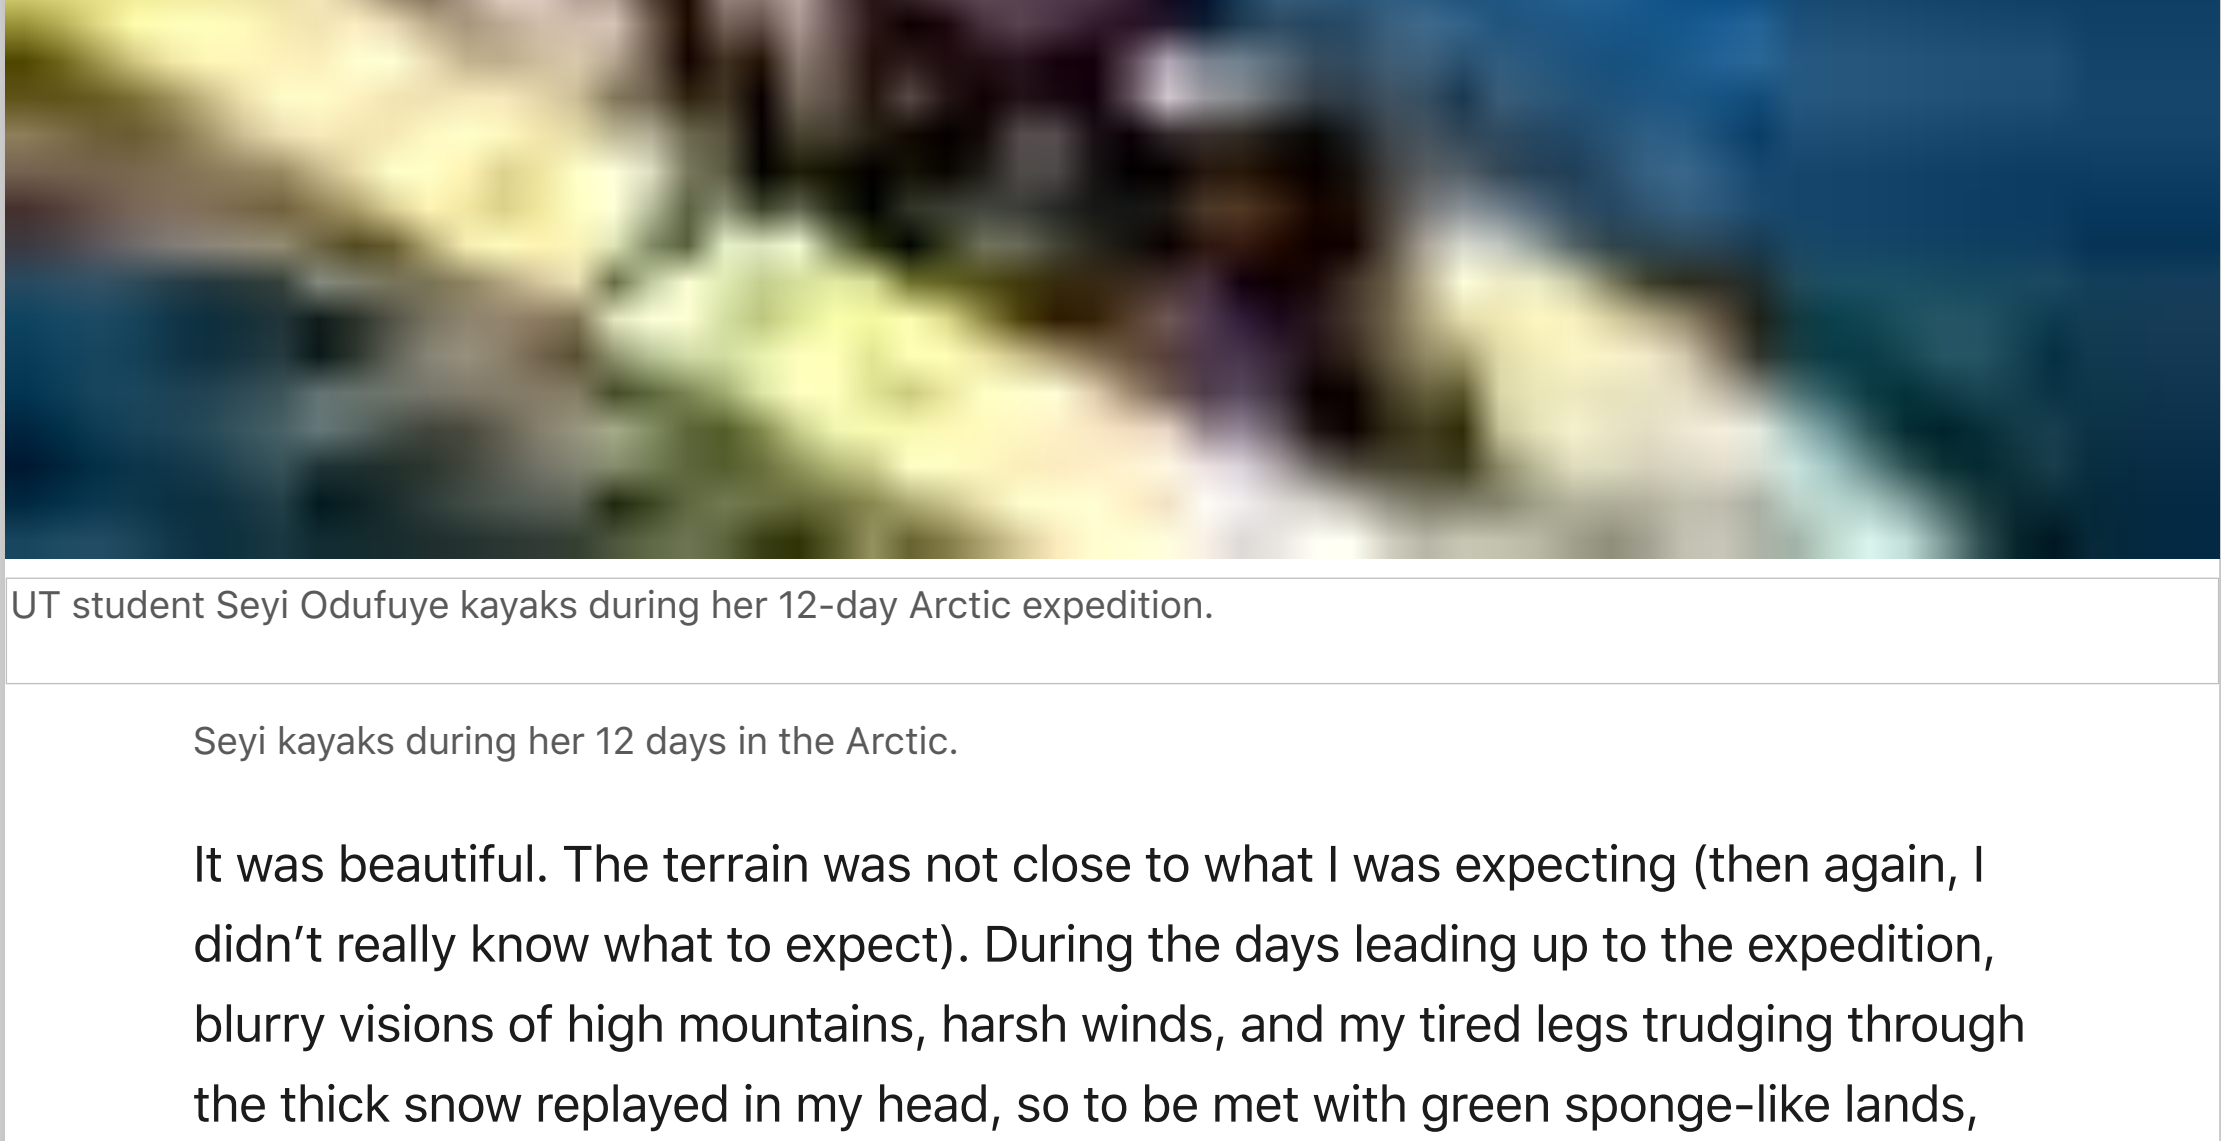 UT student Seyi Odufuye kayaks during her 12-day Arctic expedition.
Seyi kayaks during her 12 days in the Arctic.
It was beautiful. The terrain was not close to what I was expecting (then again, I
didn’t really know what to expect). During the days leading up to the expedition,
blurry visions of high mountains, harsh winds, and my tired legs trudging through
the thick snow replayed in my head, so to be met with green sponge-like lands,